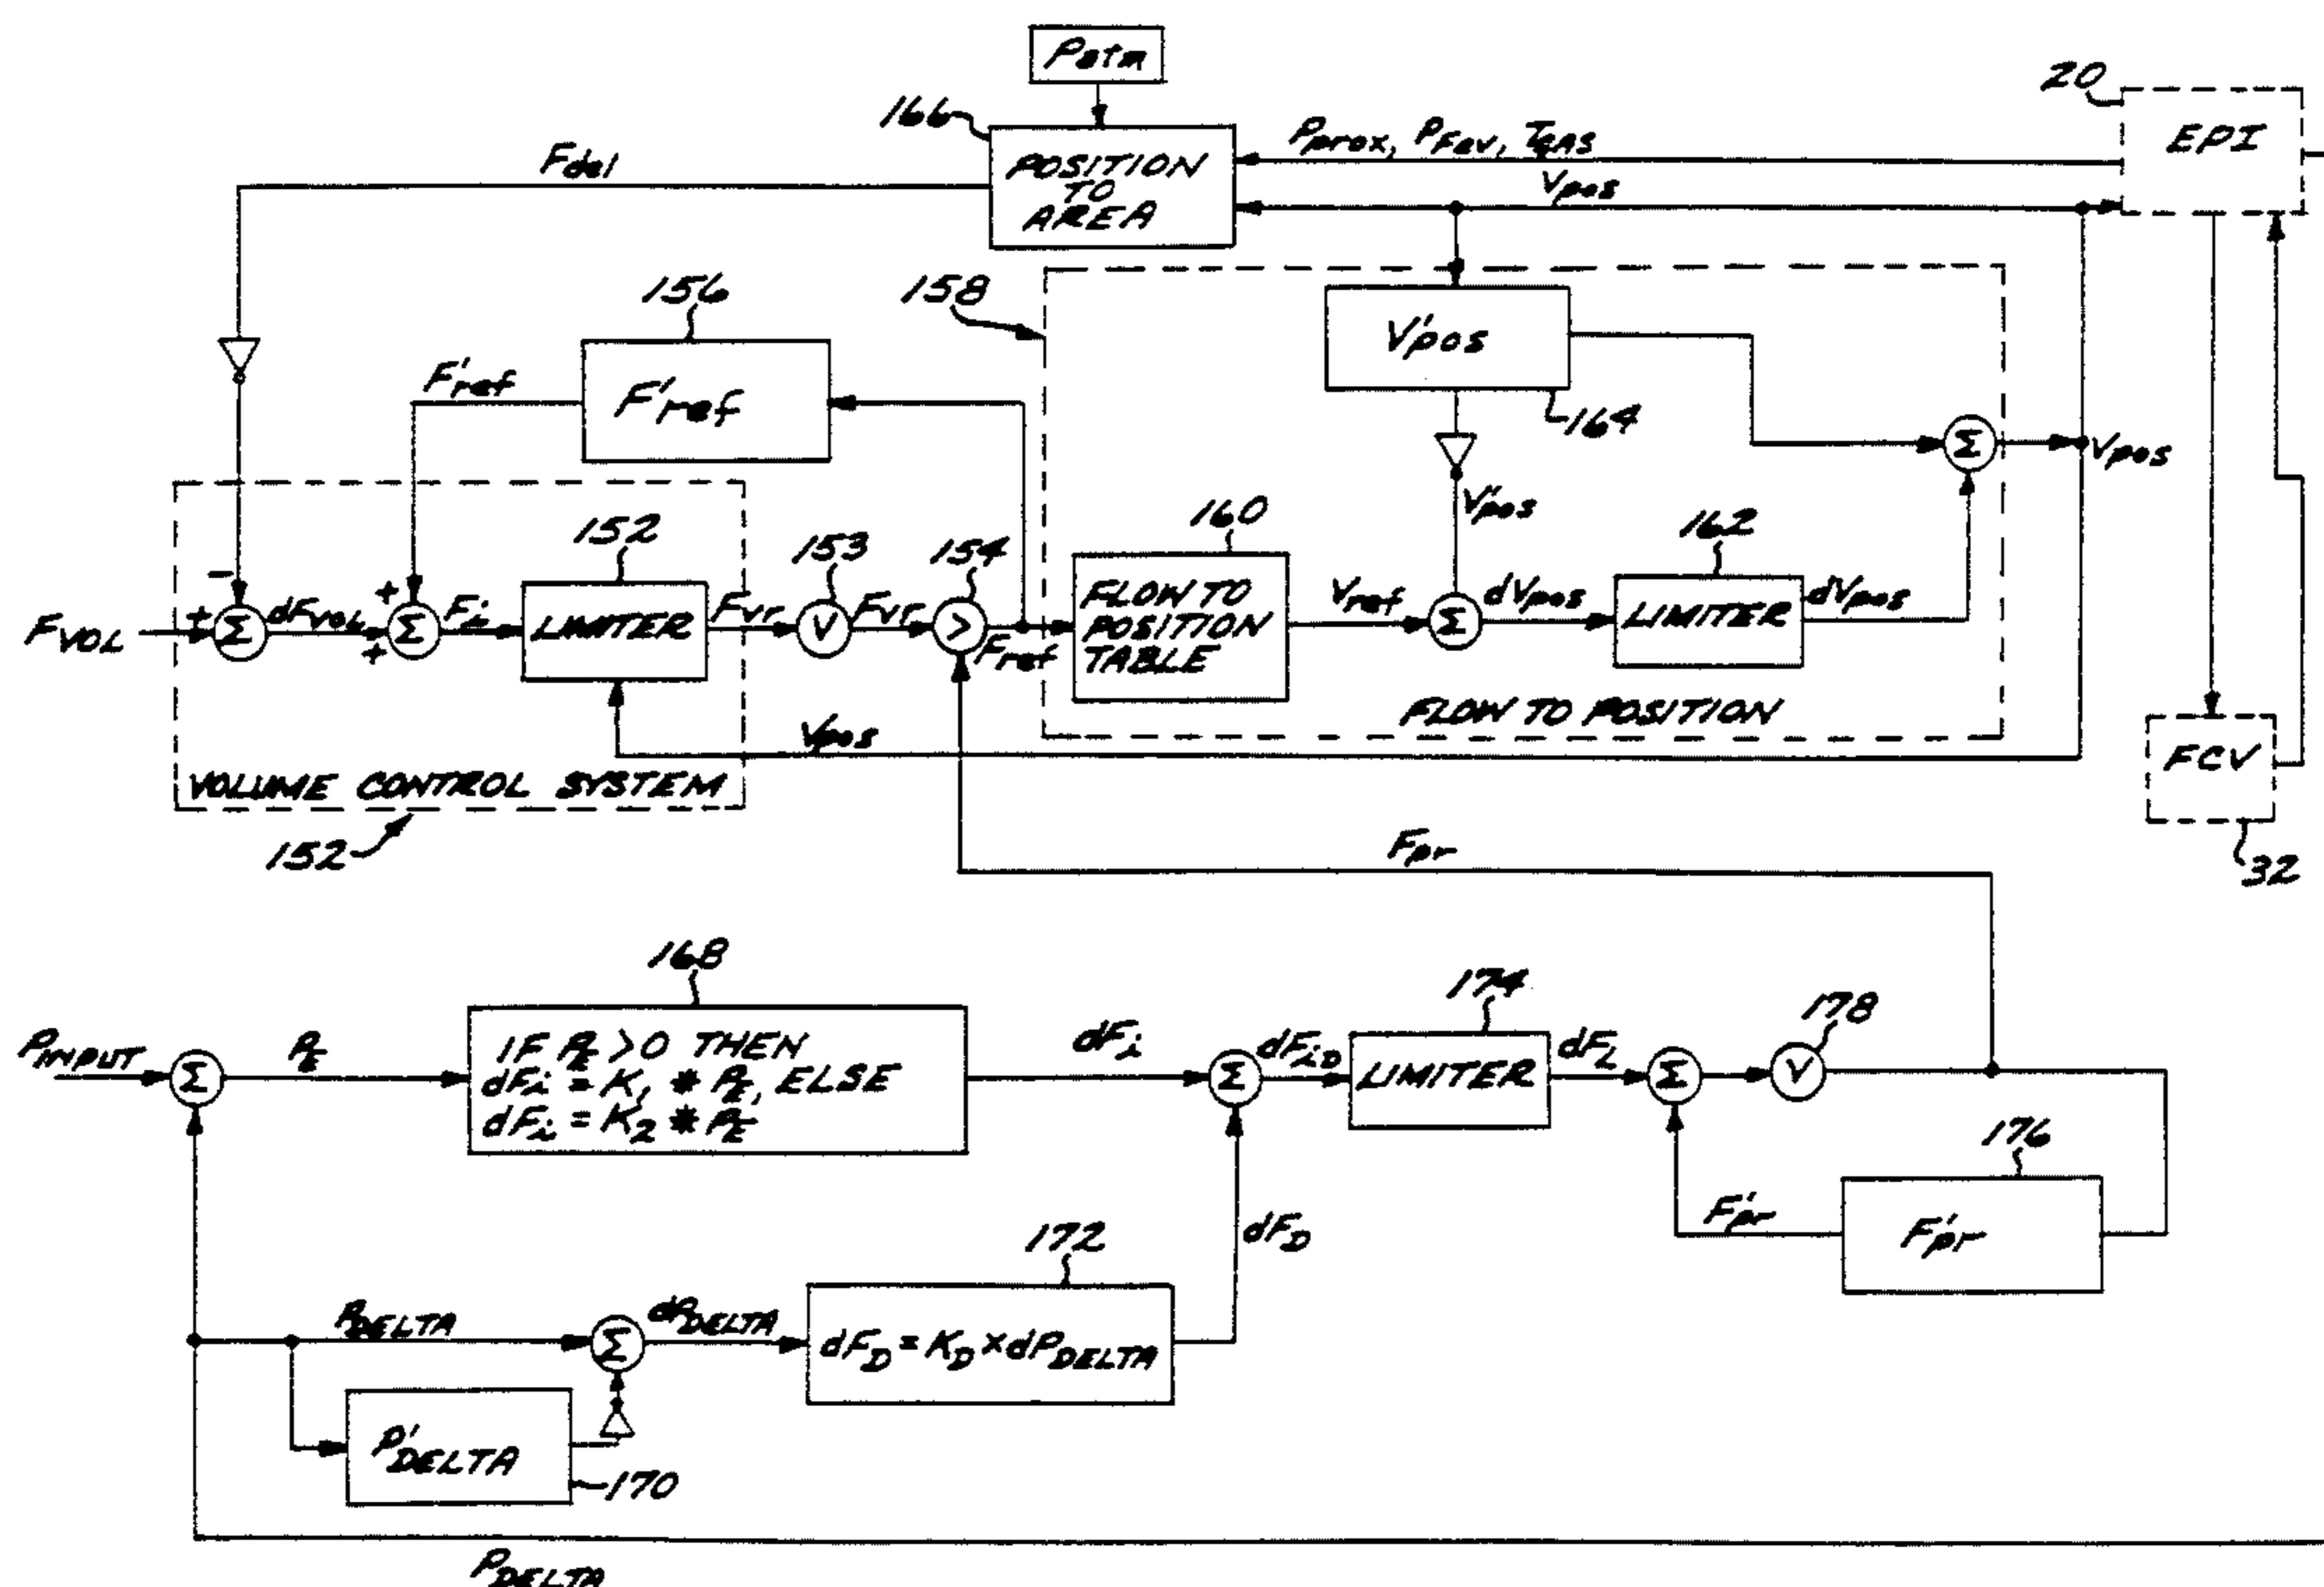 Patm
20
166
EPI
Pprox, PFcv, TGAS
POSITION
TO
AREA
Fdel
Vpos
156
158
V'pos
F'ref
F'ref
164
Σ
Vpos
V'pos
160
162
152
153
154
-
+
+
FLOW TO
POSITION
TABLE
Vref
dVpos
LIMITER
dVpos
FVOL
Σ
dFVOL
+
Σ
Fi
LIMITER
Fvr
V
Fvr
>
Fref
Σ
FLOW TO POSITION
Vpos
FCV
VOLUME CONTROL SYSTEM
152
Fpr
32
168
174
178
PINPUT
Σ
PE
IF PE > 0 THEN
dFi = K1 * PE, ELSE
dFi = K2 * PE
dFi
Σ
dFiD
LIMITER
dFL
Σ
V
176
F'pr
F'pr
172
dFD
PDELTA
Σ
dPDELTA
dFD = KD × dPDELTA
P'DELTA
170
PDELTA